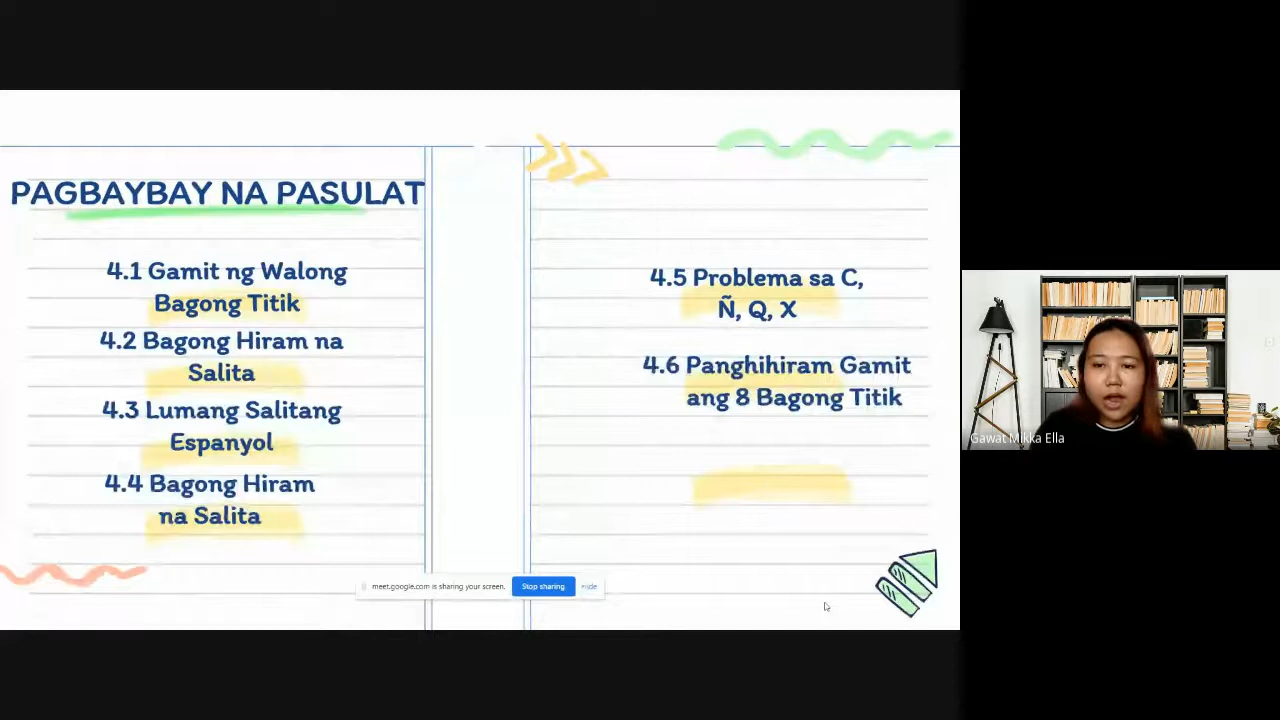 PAGBAYBAY NA PASULAT
4.1 Gamit ng Walong
Bagong Titik
4.2 Bagong Hiram na
Salita
4.3 Lumang Salitang
Espanyol
4.4 Bagong Hiram
na Salita
4.5 Problema sa C,
Ñ, Q, X
4.6 Panghihiram Gamit
ang 8 Bagong Titik
meet.google.com is sharing your screen.
Stop sharing
Hide
Gawat Mikka Ella